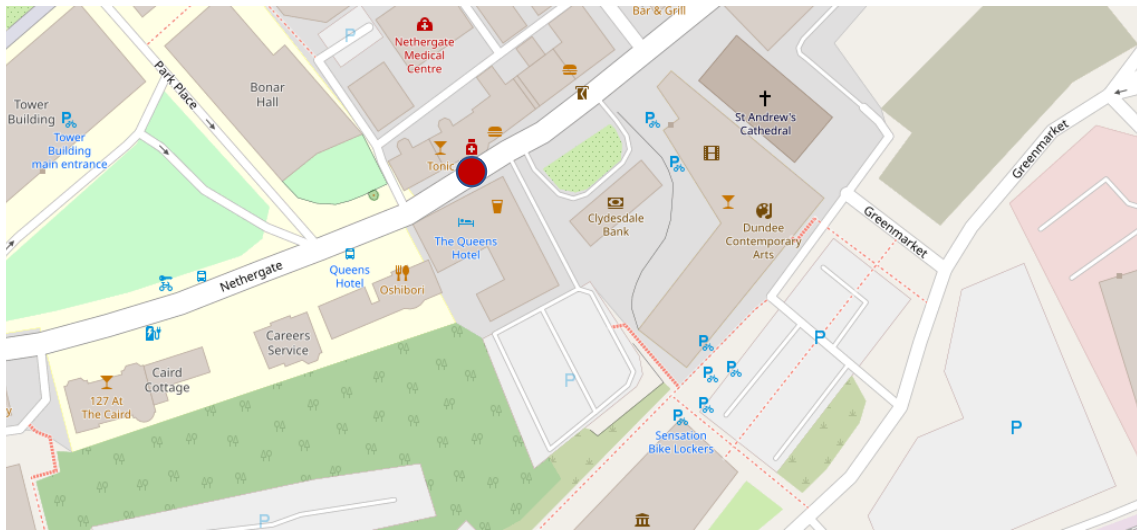 Bar & Grill
P
Nethergate
Medical
Centre
Park Place
Bonar
Hall
Tower
Building
P
Tower
Building
main entrance
Tonic
St Andrew's
Cathedral
P
P
Greenmarket
Greenmarket
Clydesdale
Bank
Dundee
Contemporary
Arts
The Queens
Hotel
Nethergate
Queens
Hotel
Oshibori
Careers
Service
Caird
Cottage
127 At
The Caird
y
P
P
P
P
P
P
P
P
Sensation
Bike Lockers
P
P